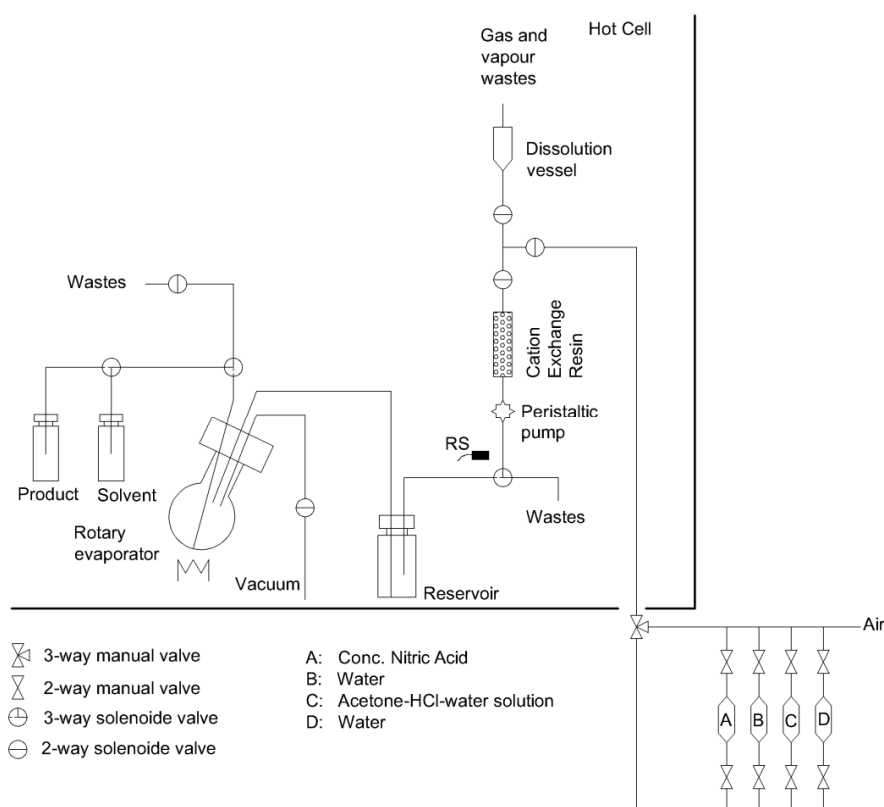 Gas and
vapour
wastes
Hot Cell
Dissolution
vessel
Wastes
Cation
Exchange
Resin
Peristaltic
pump
RS
Product
Solvent
Wastes
Rotary
evaporator
Vacuum
Reservoir
Air
3-way manual valve
2-way manual valve
3-way solenoide valve
2-way solenoide valve
A: Conc. Nitric Acid
B: Water
C: Acetone-HCl-water solution
D: Water
A
B
C
D